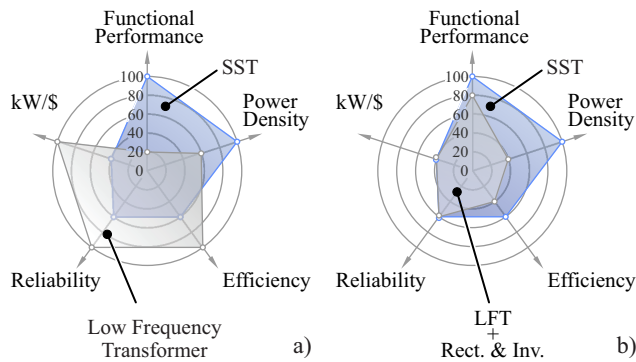 Functional
Performance
SST
Power
Density
kW/$
100
80
60
40
20
0
Reliability
Efficiency
Low Frequency
Transformer
a)
Functional
Performance
SST
Power
Density
kW/$
100
80
60
40
20
0
Reliability
Efficiency
LFT
+
Rect. & Inv.
b)